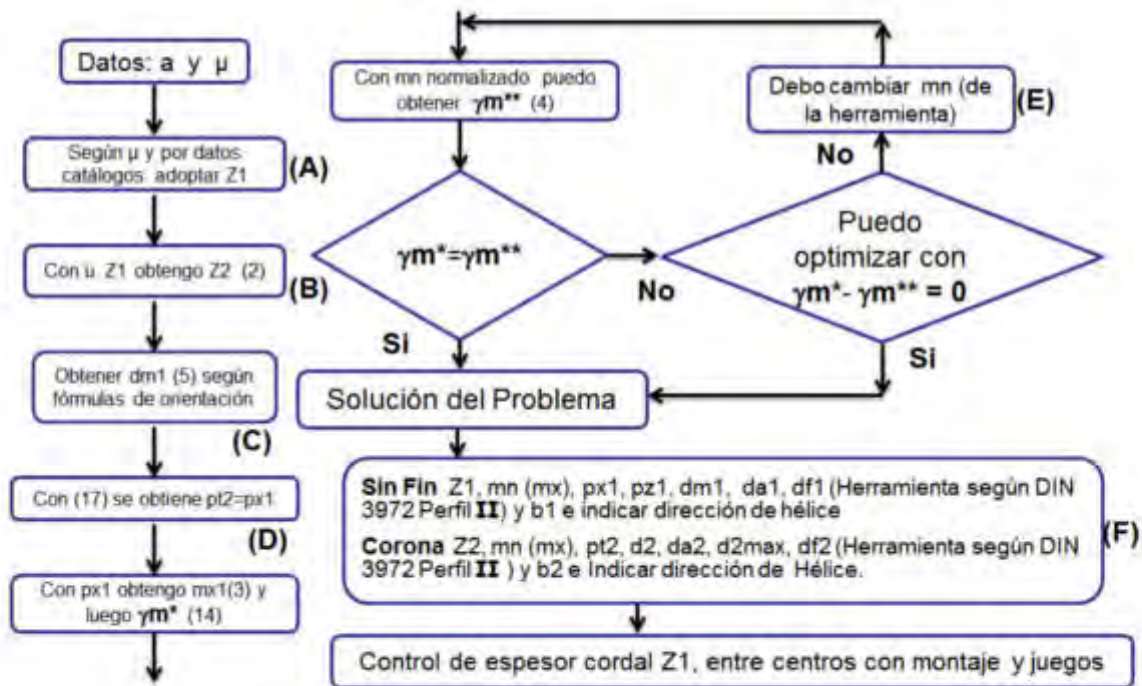 Datos: a y µ
Según µ y por datos
catálogos adoptar Z1
(A)
Con u Z1 obtengo Z2 (2)
(B)
Obtener dm1 (5) según
fórmulas de orientación
(C)
Con (17) se obtiene pt2=px1
(D)
Con px1 obtengo mx1(3) y
luego γm* (14)
Con mn normalizado puedo
obtener γm** (4)
γm*=γm**
No
Si
Puedo
optimizar con
γm*- γm** = 0
No
Si
Debo cambiar mn (de
la herramienta)
(E)
Solución del Problema
Sin Fin Z1, mn (mx), px1, pz1, dm1, da1, df1 (Herramienta según DIN
3972 Perfil II) y b1 e indicar dirección de hélice
Corona Z2, mn (mx), pt2, d2, da2, d2max, df2 (Herramienta según DIN
3972 Perfil II ) y b2 e Indicar dirección de Hélice.
(F)
Control de espesor cordal Z1, entre centros con montaje y juegos